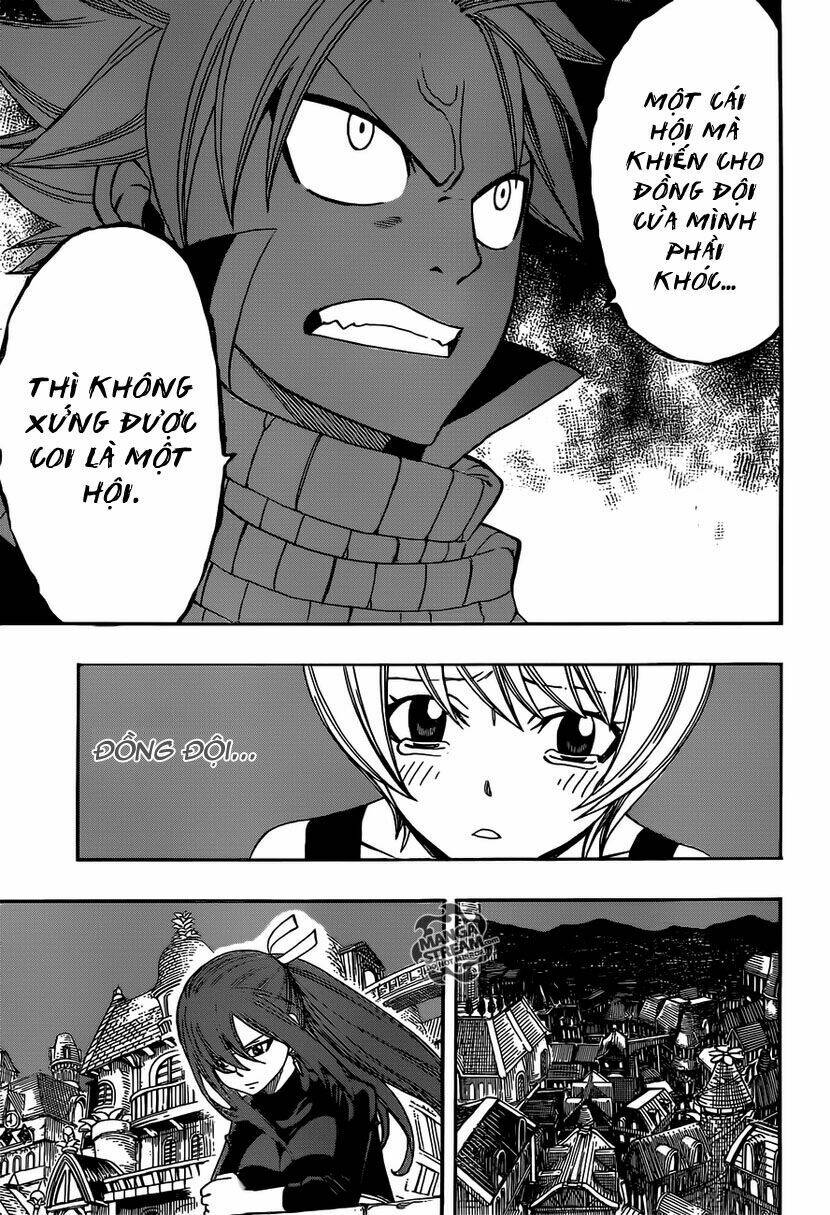 MỘT CÁI
HỘI MÀ
KHIẾN CHO
ĐỒNG ĐỘI
CỦA MÌNH
PHẢI
KHÓC...
THÌ KHÔNG
XỨNG ĐƯỢC
COI LÀ MỘT
HỘI.
ĐỒNG ĐỘI...
MANGA
STREAM